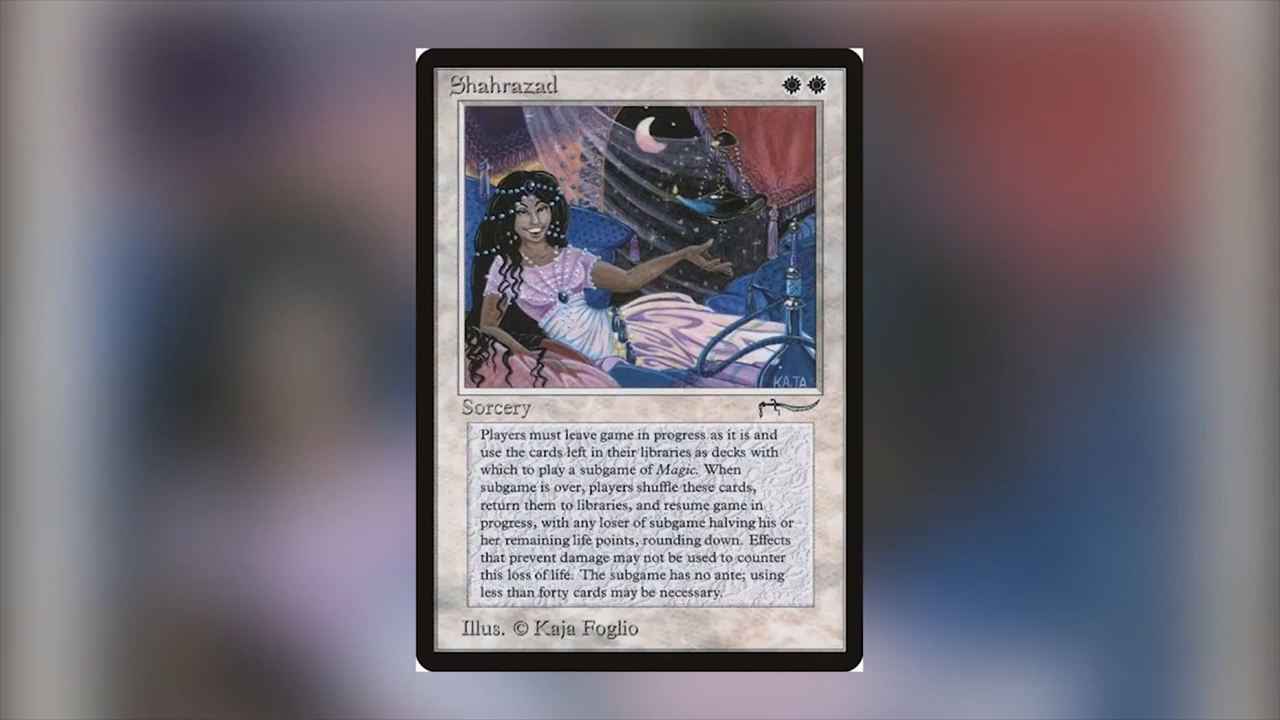 Shahrazad
KAJA
Sorcery
Players must leave game in progress as it is and
use the cards left in their libraries as decks with
which to play a subgame of Magic. When
subgame is over, players shuffle these cards,
return them to libraries, and resume game in
progress, with any loser of subgame halving his or
her remaining life points, rounding down. Effects
that prevent damage may not be used to counter
this loss of life. The subgame has no ante; using
less than forty cards may be necessary.
Illus. © Kaja Foglio